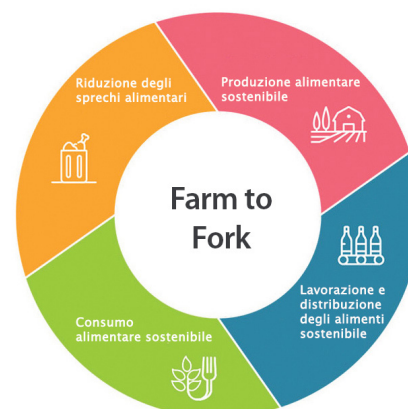 Riduzione degli
sprechi alimentari
Produzione alimentare
sostenibile
Farm to
Fork
Lavorazione e
distribuzione
degli alimenti
sostenibile
Consumo
alimentare sostenibile